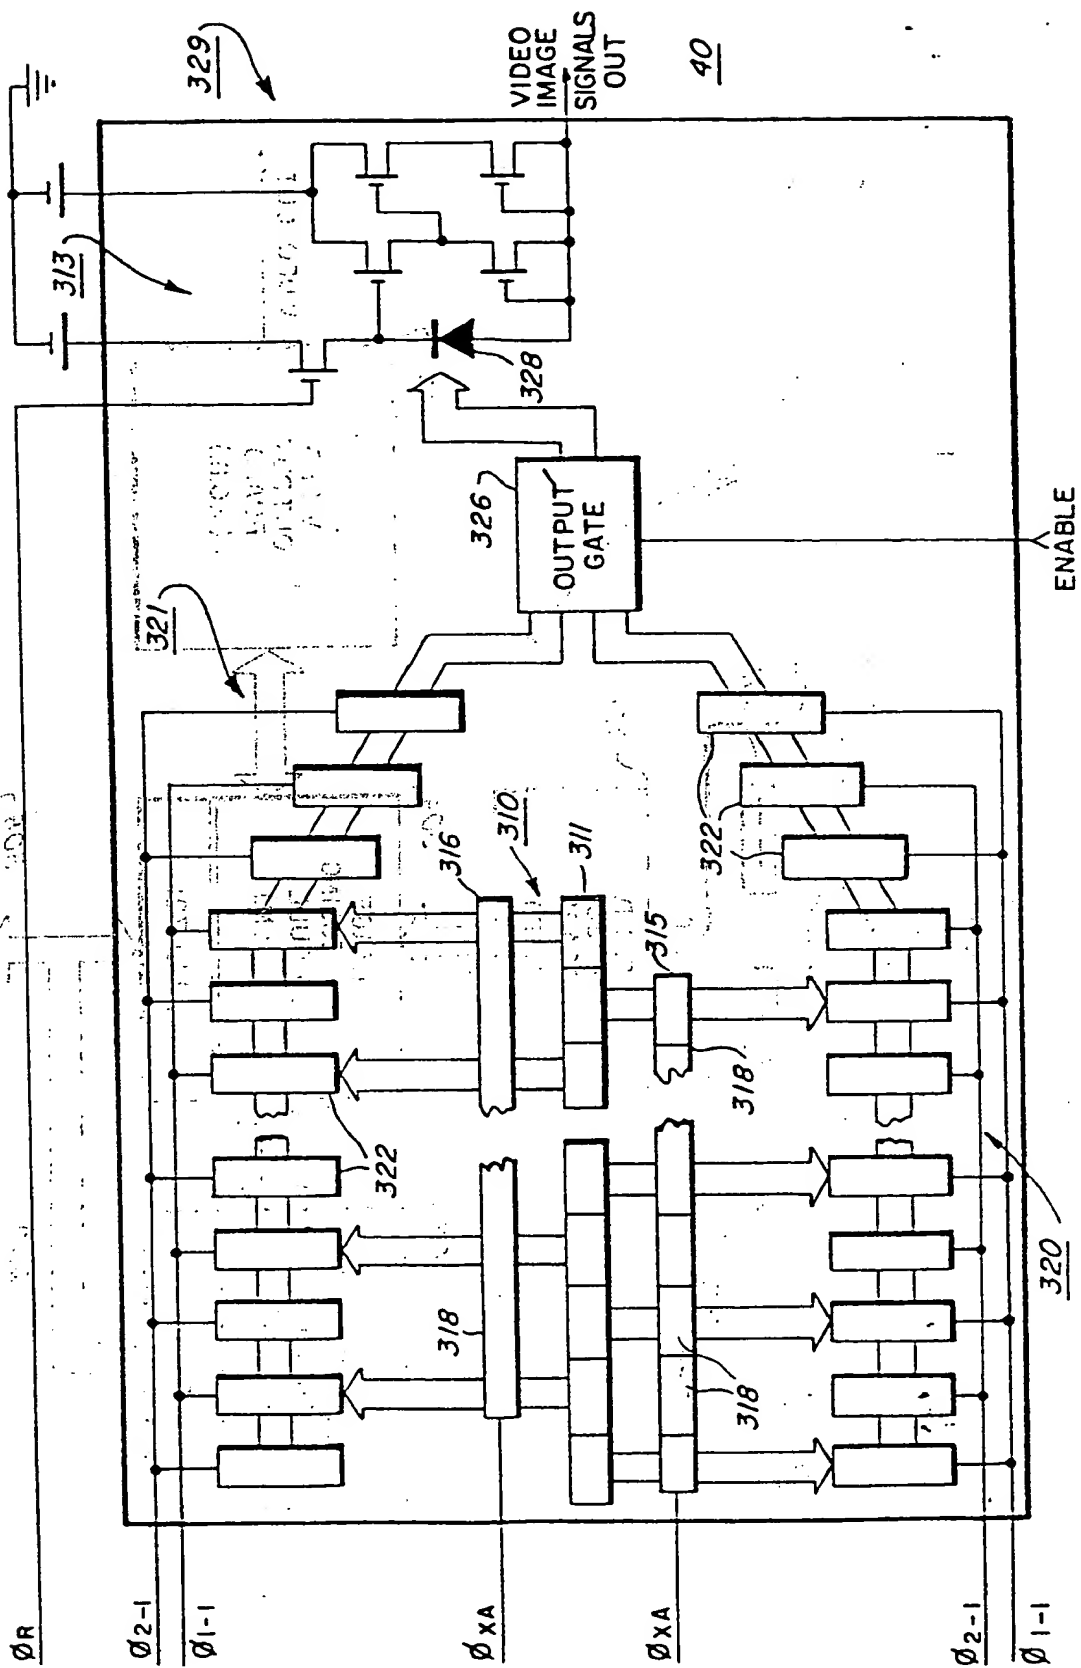 329
VIDEO
IMAGE
SIGNALS
OUT
40
313
328
326
OUTPUT
GATE
ENABLE
321
310
316
311
315
318
322
322
318
318
320
ØR
Ø2-1
Ø1-1
ØXA
ØXA
Ø2-1
Ø1-1